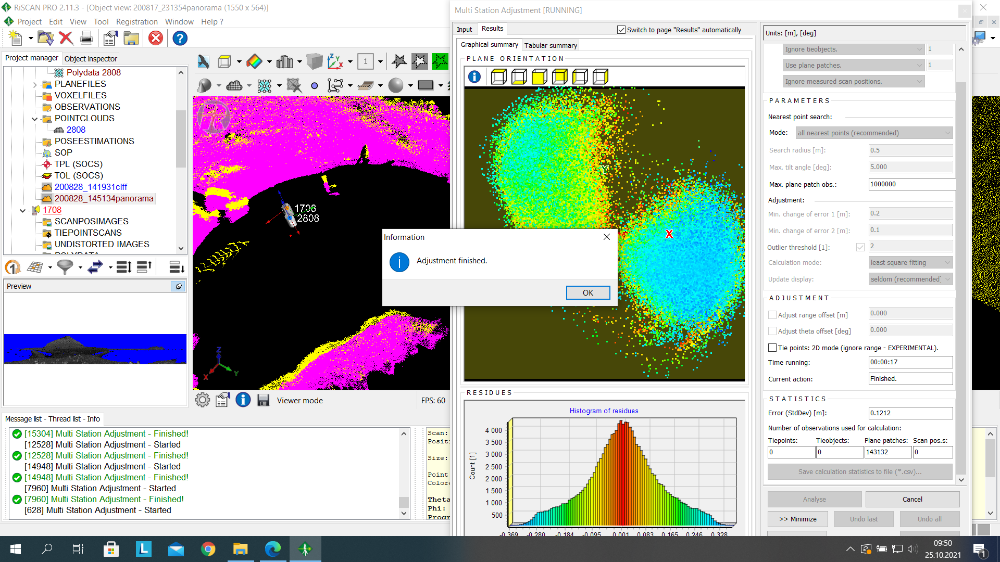 RiSCAN PRO 2.11.3 - [Object view: 200817_231354panorama (1550 x 564)]
Project Edit View Tool Registration Window Help ?
Project manager Object inspector
Polydata 2808
PLANEFILES
VOXELFILES
OBSERVATIONS
POINTCLOUDS
2808
POSEESTIMATIONS
SOP
TPL (SOCS)
TOL (SOCS)
200828_141931clff
200828_145134panorama
1708
SCANPOSIMAGES
TIEPOINTSCANS
UNDISTORTED IMAGES
Preview
1
1708
2808
Z
X
Y
Viewer mode
FPS: 60
Message list - Thread list - Info
[15304] Multi Station Adjustment - Finished!
[12528] Multi Station Adjustment - Started
[12528] Multi Station Adjustment - Finished!
[14948] Multi Station Adjustment - Started
[14948] Multi Station Adjustment - Finished!
[7960] Multi Station Adjustment - Started
[7960] Multi Station Adjustment - Finished!
[628] Multi Station Adjustment - Started
Scan:
Positi
Size:
Point
Colore
Theta
Phi:
Progr
Multi Station Adjustment [RUNNING]
Input Results
Switch to page "Results" automatically
Graphical summary Tabular summary
PLANE ORIENTATION
Y
X
Information
Adjustment finished.
OK
RESIDUES
Histogram of residues
Count [1]
4 000
3 500
3 000
2 500
2 000
1 500
1 000
500
-0.369 -0.280 -0.184 -0.095 0.001 0.083 0.165 0.246 0.328
Units: [m], [deg]
Ignore tieobjects. 1
Use plane patches. 1
Ignore measured scan positions.
PARAMETERS
Nearest point search:
Mode: all nearest points (recommended)
Search radius [m]: 0.5
Max. tilt angle [deg]: 5.000
Max. plane patch obs.: 1000000
Adjustment:
Min. change of error 1 [m]: 0.2
Min. change of error 2 [m]: 0.1
Outlier threshold [1]: 2
Calculation mode: least square fitting
Update display: seldom (recommended)
ADJUSTMENT
Adjust range offset [m] 0.000
Adjust theta offset [deg] 0.000
Tie points: 2D mode (ignore range - EXPERIMENTAL).
Time running: 00:00:17
Current action: Finished.
STATISTICS
Error (StdDev) [m]: 0.1212
Number of observations used for calculation:
Tiepoints: Tieobjects: Plane patches: Scan pos.s:
0 0 143132 0
Save calculation statistics to file (*.csv)...
Analyse Cancel
>> Minimize Undo last Undo all
09:50
25.10.2021
1